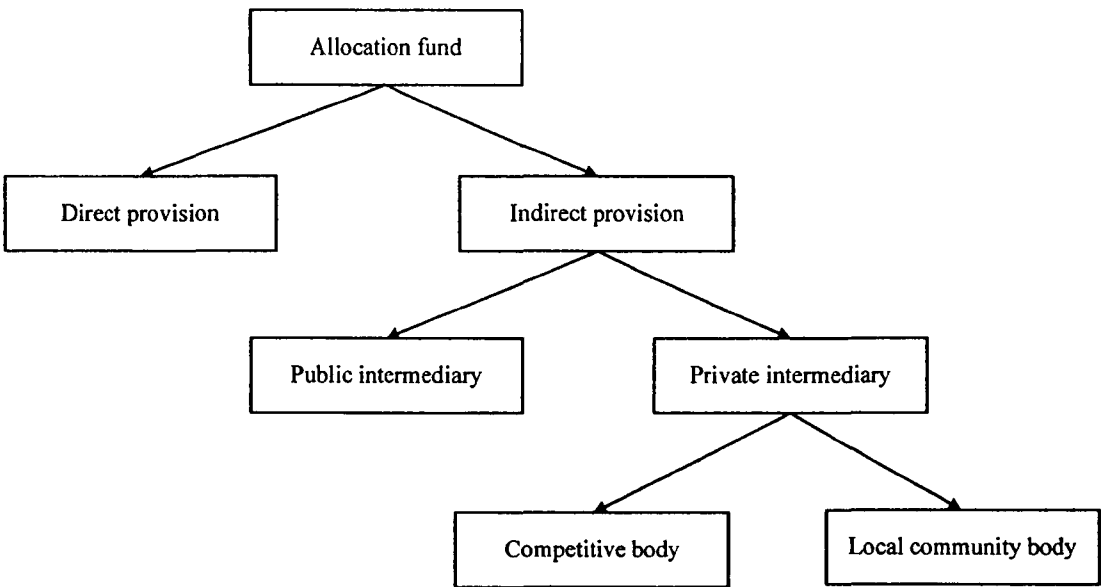 Allocation fund
Direct provision
Indirect provision
Public intermediary
Private intermediary
Competitive body
Local community body